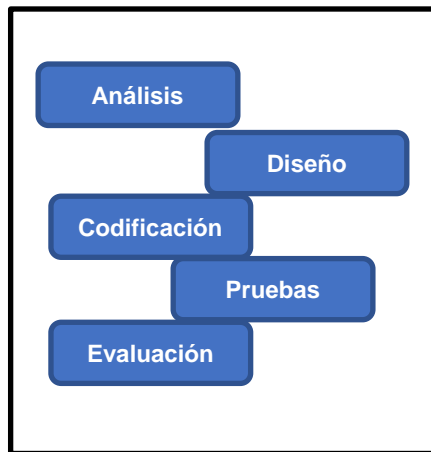 Análisis
Diseño
Codificación
Pruebas
Evaluación